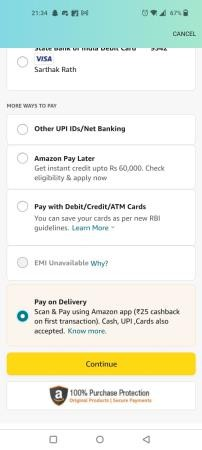 21:34 67%
CANCEL
State Bank of India Debit Card 9342
VISA
Sarthak Rath
MORE WAYS TO PAY
Other UPI IDs/Net Banking
Amazon Pay Later
Get instant credit upto Rs 60,000. Check
eligibility & apply now
Pay with Debit/Credit/ATM Cards
You can save your cards as per new RBI
guidelines. Learn More
EMI Unavailable Why?
Pay on Delivery
Scan & Pay using Amazon app (₹25 cashback
on first transaction). Cash, UPI ,Cards also
accepted. Know more.
Continue
a 100% Purchase Protection
Original Products | Secure Payments